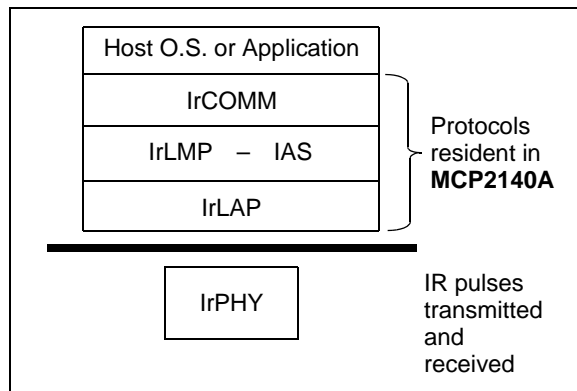 Host O.S. or Application
IrCOMM
IrLMP – IAS
IrLAP
Protocols
resident in
MCP2140A
IrPHY
IR pulses
transmitted
and
received